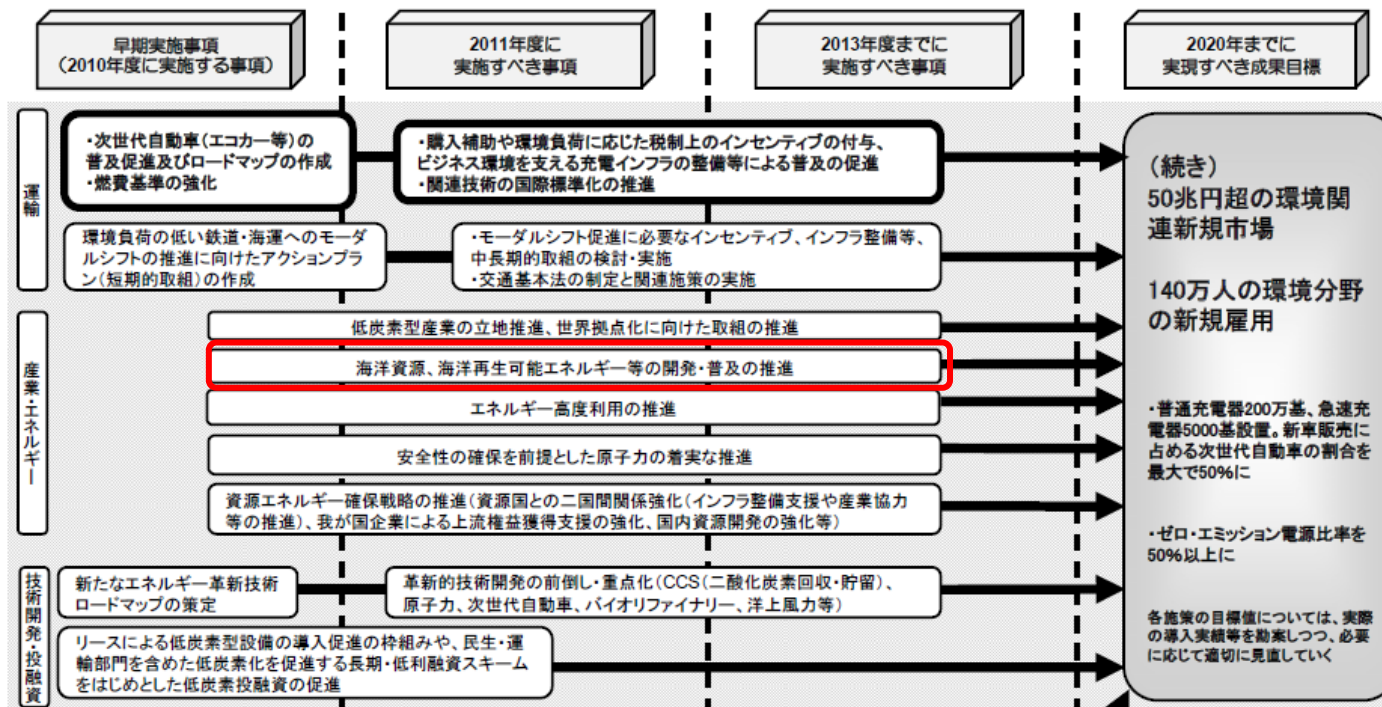 早期実施事項
（2010年度に実施する事項）
2011年度に
実施すべき事項
2013年度までに
実施すべき事項
2020年までに
実現すべき成果目標
運輸
・次世代自動車（エコカー等）の
普及促進及びロードマップの作成
・燃費基準の強化
・購入補助や環境負荷に応じた税制上のインセンティブの付与、
ビジネス環境を支える充電インフラの整備等による普及の促進
・関連技術の国際標準化の推進
環境負荷の低い鉄道・海運へのモーダ
ルシフトの推進に向けたアクションプラ
ン（短期的取組）の作成
・モーダルシフト促進に必要なインセンティブ、インフラ整備等、
中長期的取組の検討・実施
・交通基本法の制定と関連施策の実施
産業・エネルギー
低炭素型産業の立地推進、世界拠点化に向けた取組の推進
海洋資源、海洋再生可能エネルギー等の開発・普及の推進
エネルギー高度利用の推進
安全性の確保を前提とした原子力の着実な推進
資源エネルギー確保戦略の推進（資源国との二国間関係強化（インフラ整備支援や産業協力
等の推進）、我が国企業による上流権益獲得支援の強化、国内資源開発の強化等）
技術開発・投融資
新たなエネルギー革新技術
ロードマップの策定
革新的技術開発の前倒し・重点化（CCS（二酸化炭素回収・貯留）、
原子力、次世代自動車、バイオリファイナリー、洋上風力等）
リースによる低炭素型設備の導入促進の枠組みや、民生・運
輸部門を含めた低炭素化を促進する長期・低利融資スキーム
をはじめとした低炭素投融資の促進
（続き）
50兆円超の環境関
連新規市場
140万人の環境分野
の新規雇用
・普通充電器200万基、急速充
電器5000基設置。新車販売に
占める次世代自動車の割合を
最大で50%に
・ゼロ・エミッション電源比率を
50%以上に
各施策の目標値については、実際
の導入実績等を勘案しつつ、必要
に応じて適切に見直していく